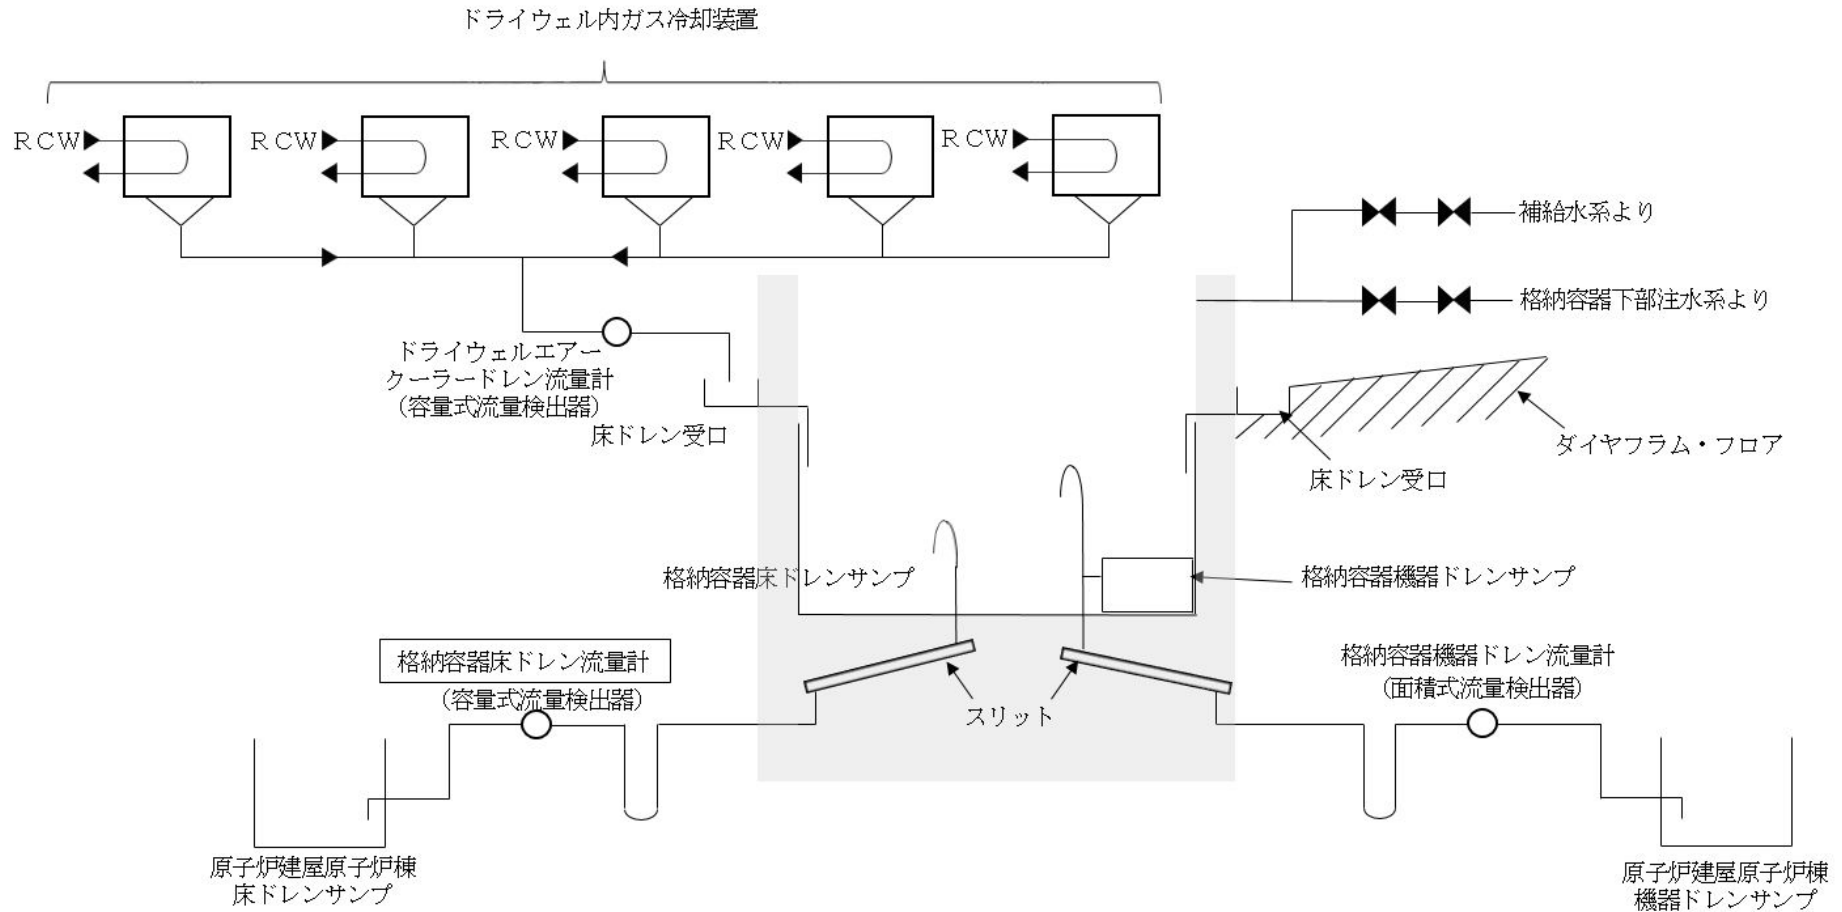 ドライウェル内ガス冷却装置
ＲＣＷ
ＲＣＷ
ＲＣＷ
ＲＣＷ
ＲＣＷ
補給水系より
格納容器下部注水系より
ドライウェルエアー
クーラードレン流量計
（容量式流量検出器）
床ドレン受口
ダイヤフラム・フロア
床ドレン受口
格納容器床ドレンサンプ
格納容器機器ドレンサンプ
格納容器床ドレン流量計
（容量式流量検出器）
格納容器機器ドレン流量計
（面積式流量検出器）
スリット
原子炉建屋原子炉棟
床ドレンサンプ
原子炉建屋原子炉棟
機器ドレンサンプ